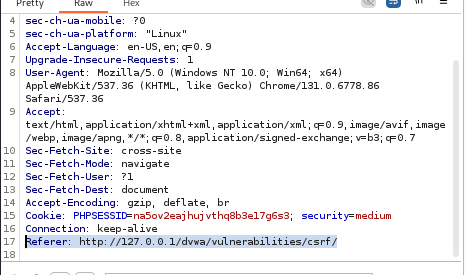 Pretty Raw Hex
4 sec-ch-ua-mobile: ?0
5 sec-ch-ua-platform: "Linux"
6 Accept-Language: en-US,en;q=0.9
7 Upgrade-Insecure-Requests: 1
8 User-Agent: Mozilla/5.0 (Windows NT 10.0; Win64; x64)
AppleWebKit/537.36 (KHTML, like Gecko) Chrome/131.0.6778.86
Safari/537.36
9 Accept:
text/html,application/xhtml+xml,application/xml;q=0.9,image/avif,image
/webp,image/apng,*/*;q=0.8,application/signed-exchange;v=b3;q=0.7
10 Sec-Fetch-Site: cross-site
11 Sec-Fetch-Mode: navigate
12 Sec-Fetch-User: ?1
13 Sec-Fetch-Dest: document
14 Accept-Encoding: gzip, deflate, br
15 Cookie: PHPSESSID=na5ov2eajhujvthq8b3e17g6s3; security=medium
16 Connection: keep-alive
17 Referer: http://127.0.0.1/dvwa/vulnerabilities/csrf/
18